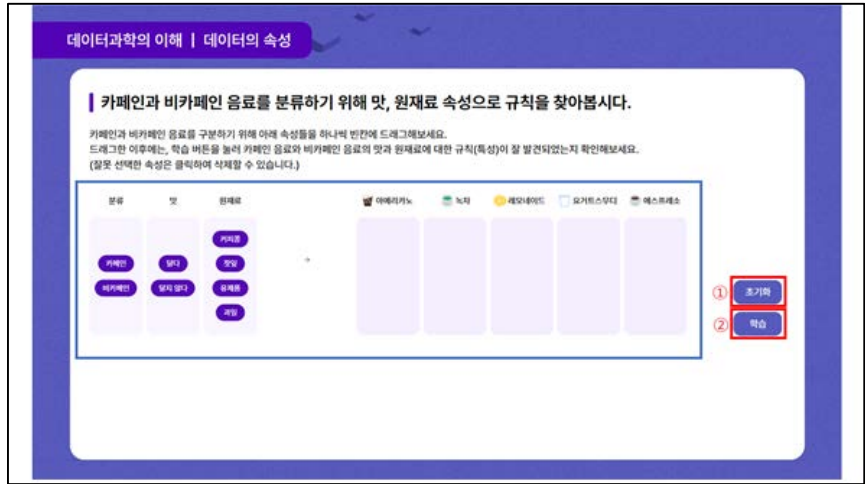 데이터과학의 이해 | 데이터의 속성
카페인과 비카페인 음료를 분류하기 위해 맛, 원재료 속성으로 규칙을 찾아봅시다.
카페인과 비카페인 음료를 구분하기 위해 아래 속성들을 하나씩 빈칸에 드래그해보세요.
드래그한 이후에는, 학습 버튼을 눌러 카페인 음료와 비카페인 음료의 맛과 원재료에 대한 규칙(특성)이 잘 발견되었는지 확인해보세요.
(잘못 선택한 속성은 클릭하여 삭제할 수 있습니다.)
분류 맛 원재료 아메리카노 녹차 레모네이드 요거트스무디 에스프레소
커피콩
카페인 달다 찻잎 →
비카페인 달지 않다 유제품
과일
① 초기화
② 학습